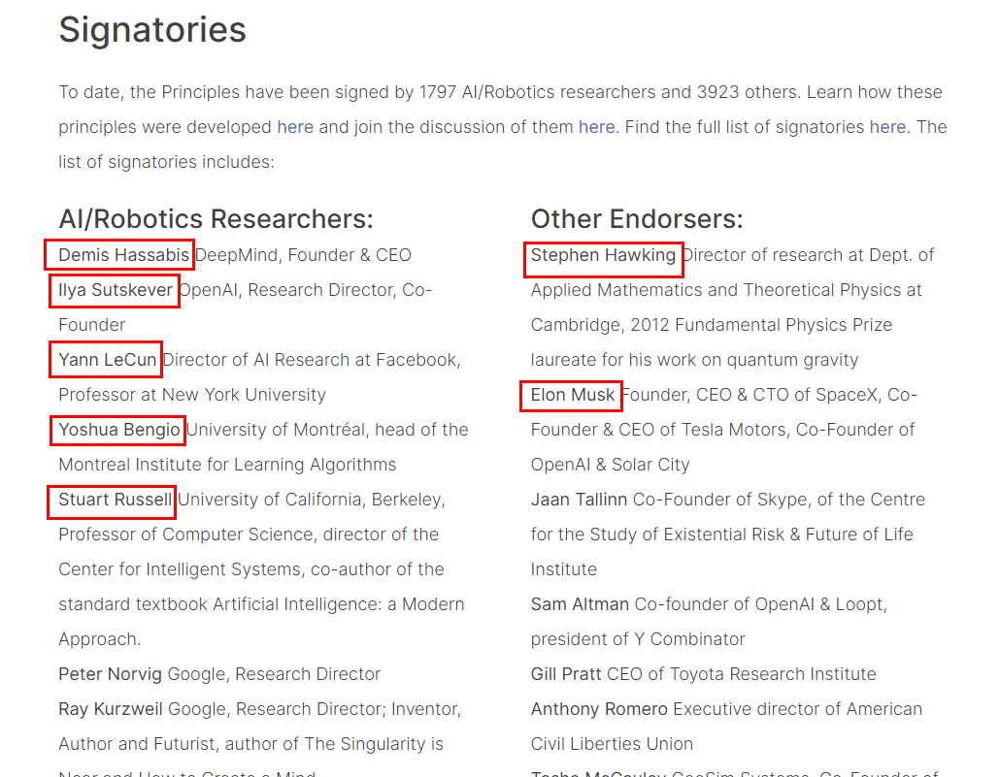 Signatories
To date, the Principles have been signed by 1797 AI/Robotics researchers and 3923 others. Learn how these
principles were developed here and join the discussion of them here. Find the full list of signatories here. The
list of signatories includes:
AI/Robotics Researchers:
Demis Hassabis DeepMind, Founder & CEO
Ilya Sutskever OpenAI, Research Director, Co-
Founder
Yann LeCun Director of AI Research at Facebook,
Professor at New York University
Yoshua Bengio University of Montréal, head of the
Montreal Institute for Learning Algorithms
Stuart Russell University of California, Berkeley,
Professor of Computer Science, director of the
Center for Intelligent Systems, co-author of the
standard textbook Artificial Intelligence: a Modern
Approach.
Peter Norvig Google, Research Director
Ray Kurzweil Google, Research Director; Inventor,
Author and Futurist, author of The Singularity is
Near and How to Create a Mind
Other Endorsers:
Stephen Hawking Director of research at Dept. of
Applied Mathematics and Theoretical Physics at
Cambridge, 2012 Fundamental Physics Prize
laureate for his work on quantum gravity
Elon Musk Founder, CEO & CTO of SpaceX, Co-
Founder & CEO of Tesla Motors, Co-Founder of
OpenAI & Solar City
Jaan Tallinn Co-Founder of Skype, of the Centre
for the Study of Existential Risk & Future of Life
Institute
Sam Altman Co-founder of OpenAI & Loopt,
president of Y Combinator
Gill Pratt CEO of Toyota Research Institute
Anthony Romero Executive director of American
Civil Liberties Union
Tasha McCauley GeoSim Systems, Co-Founder of